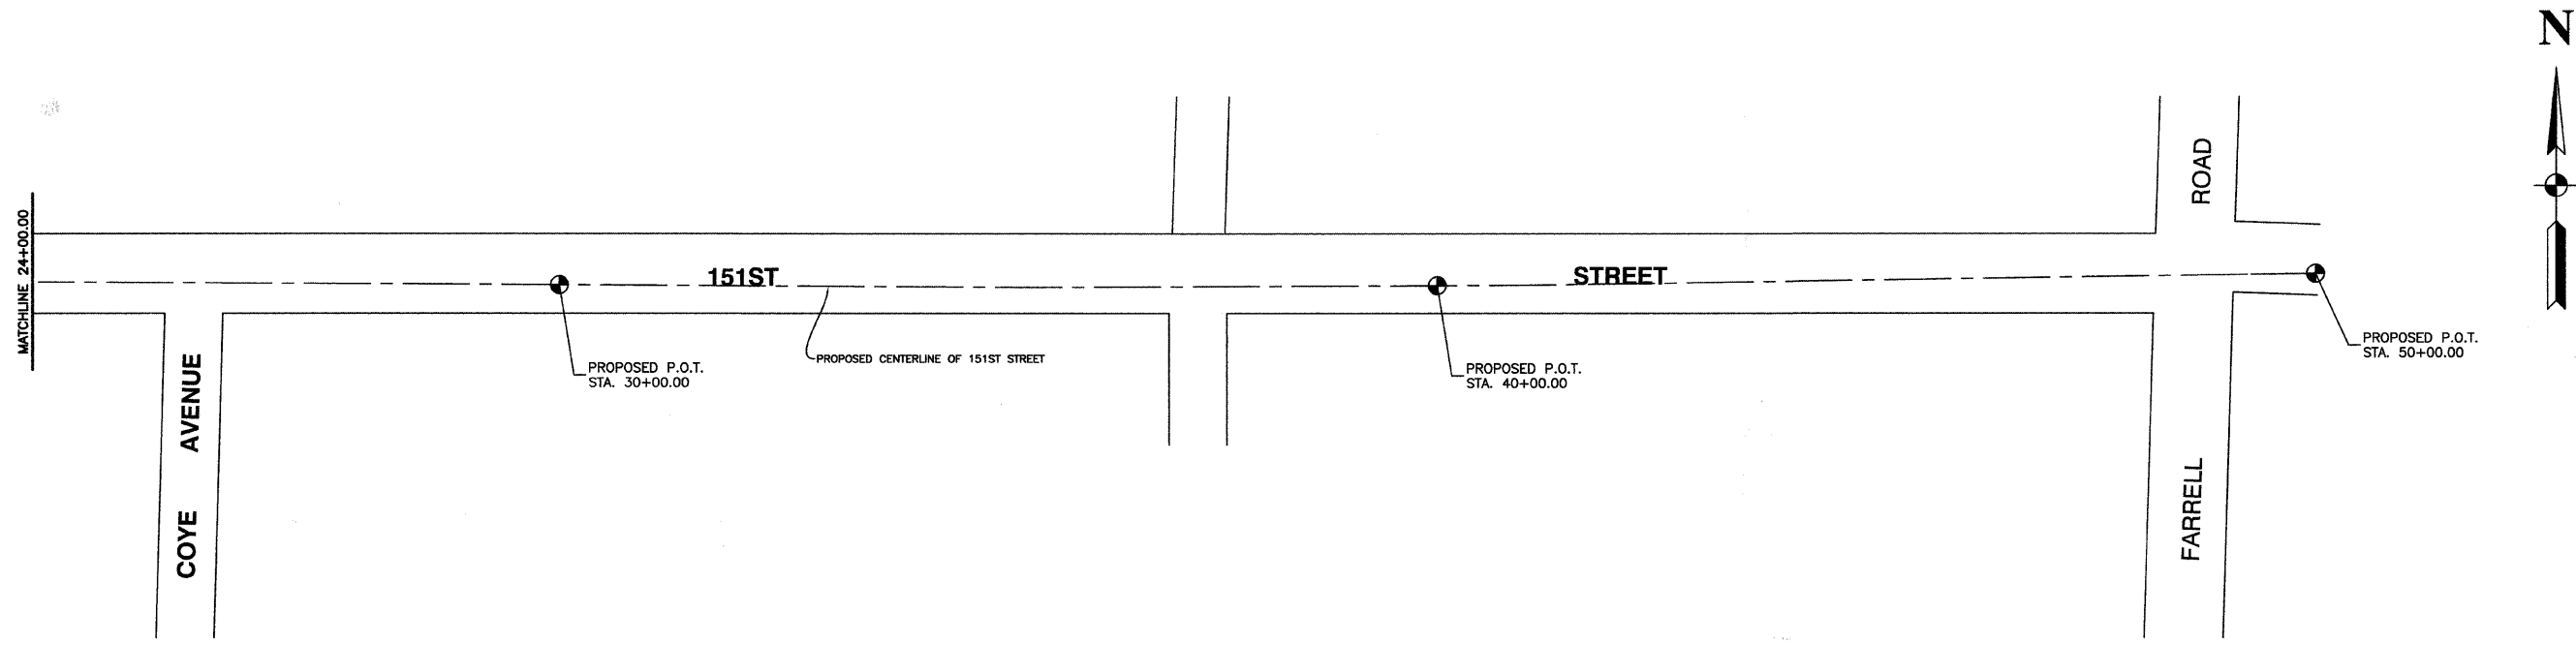 N
ROAD
MATCHLINE 24+00.00
151ST STREET
PROPOSED P.O.T.
STA. 50+00.00
PROPOSED CENTERLINE OF 151ST STREET
PROPOSED P.O.T.
STA. 30+00.00
PROPOSED P.O.T.
STA. 40+00.00
COYE AVENUE
FARRELL